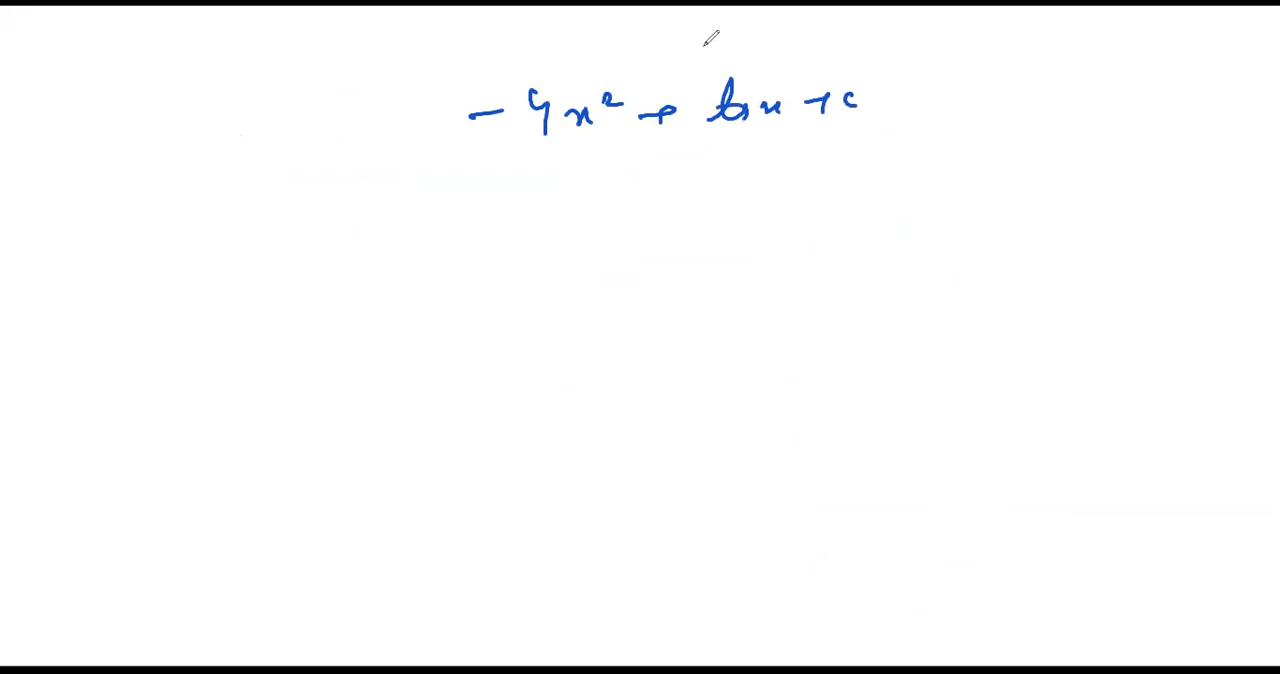 - 4x² + bx + c